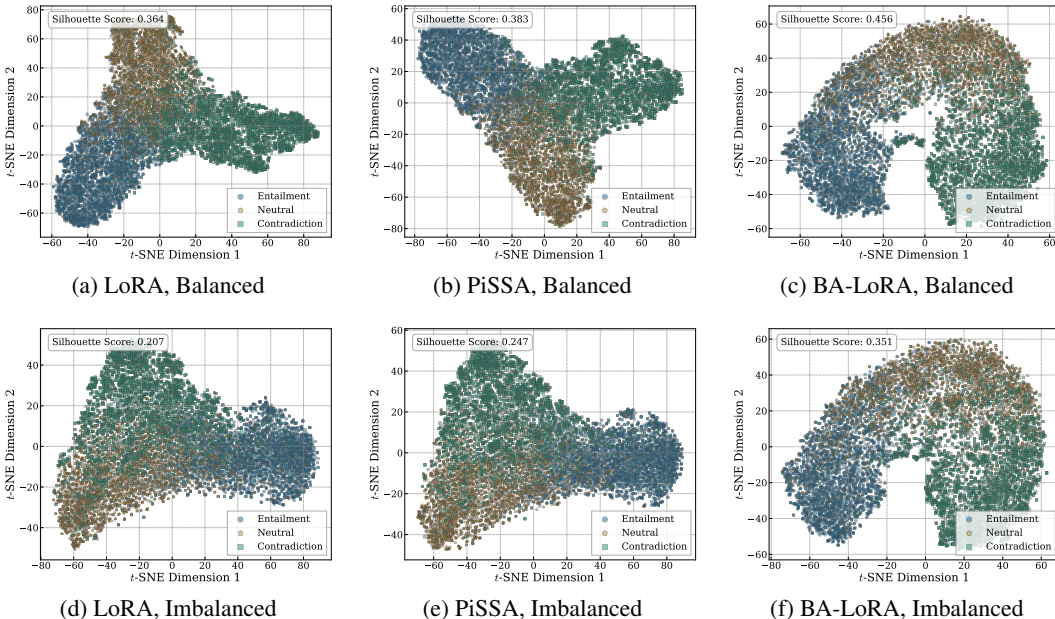 Silhouette Score: 0.364
t-SNE Dimension 2
80
60
40
20
0
−20
−40
−60
−60 −40 −20 0 20 40 60 80
t-SNE Dimension 1
Entailment
Neutral
Contradiction
(a) LoRA, Balanced
Silhouette Score: 0.383
t-SNE Dimension 2
40
20
0
−20
−40
−60
−80
−80 −60 −40 −20 0 20 40 60 80
t-SNE Dimension 1
Entailment
Neutral
Contradiction
(b) PiSSA, Balanced
Silhouette Score: 0.456
t-SNE Dimension 2
60
40
20
0
−20
−40
−60
−60 −40 −20 0 20 40 60
t-SNE Dimension 1
Entailment
Neutral
Contradiction
(c) BA-LoRA, Balanced
Silhouette Score: 0.207
t-SNE Dimension 2
40
20
0
−20
−40
−80 −60 −40 −20 0 20 40 60 80
t-SNE Dimension 1
Entailment
Neutral
Contradiction
(d) LoRA, Imbalanced
Silhouette Score: 0.247
t-SNE Dimension 2
60
40
20
0
−20
−40
−60 −40 −20 0 20 40 60 80
t-SNE Dimension 1
Entailment
Neutral
Contradiction
(e) PiSSA, Imbalanced
Silhouette Score: 0.351
t-SNE Dimension 2
60
40
20
0
−20
−40
−60
−80 −60 −40 −20 0 20 40 60
t-SNE Dimension 1
Entailment
Neutral
Contradiction
(f) BA-LoRA, Imbalanced